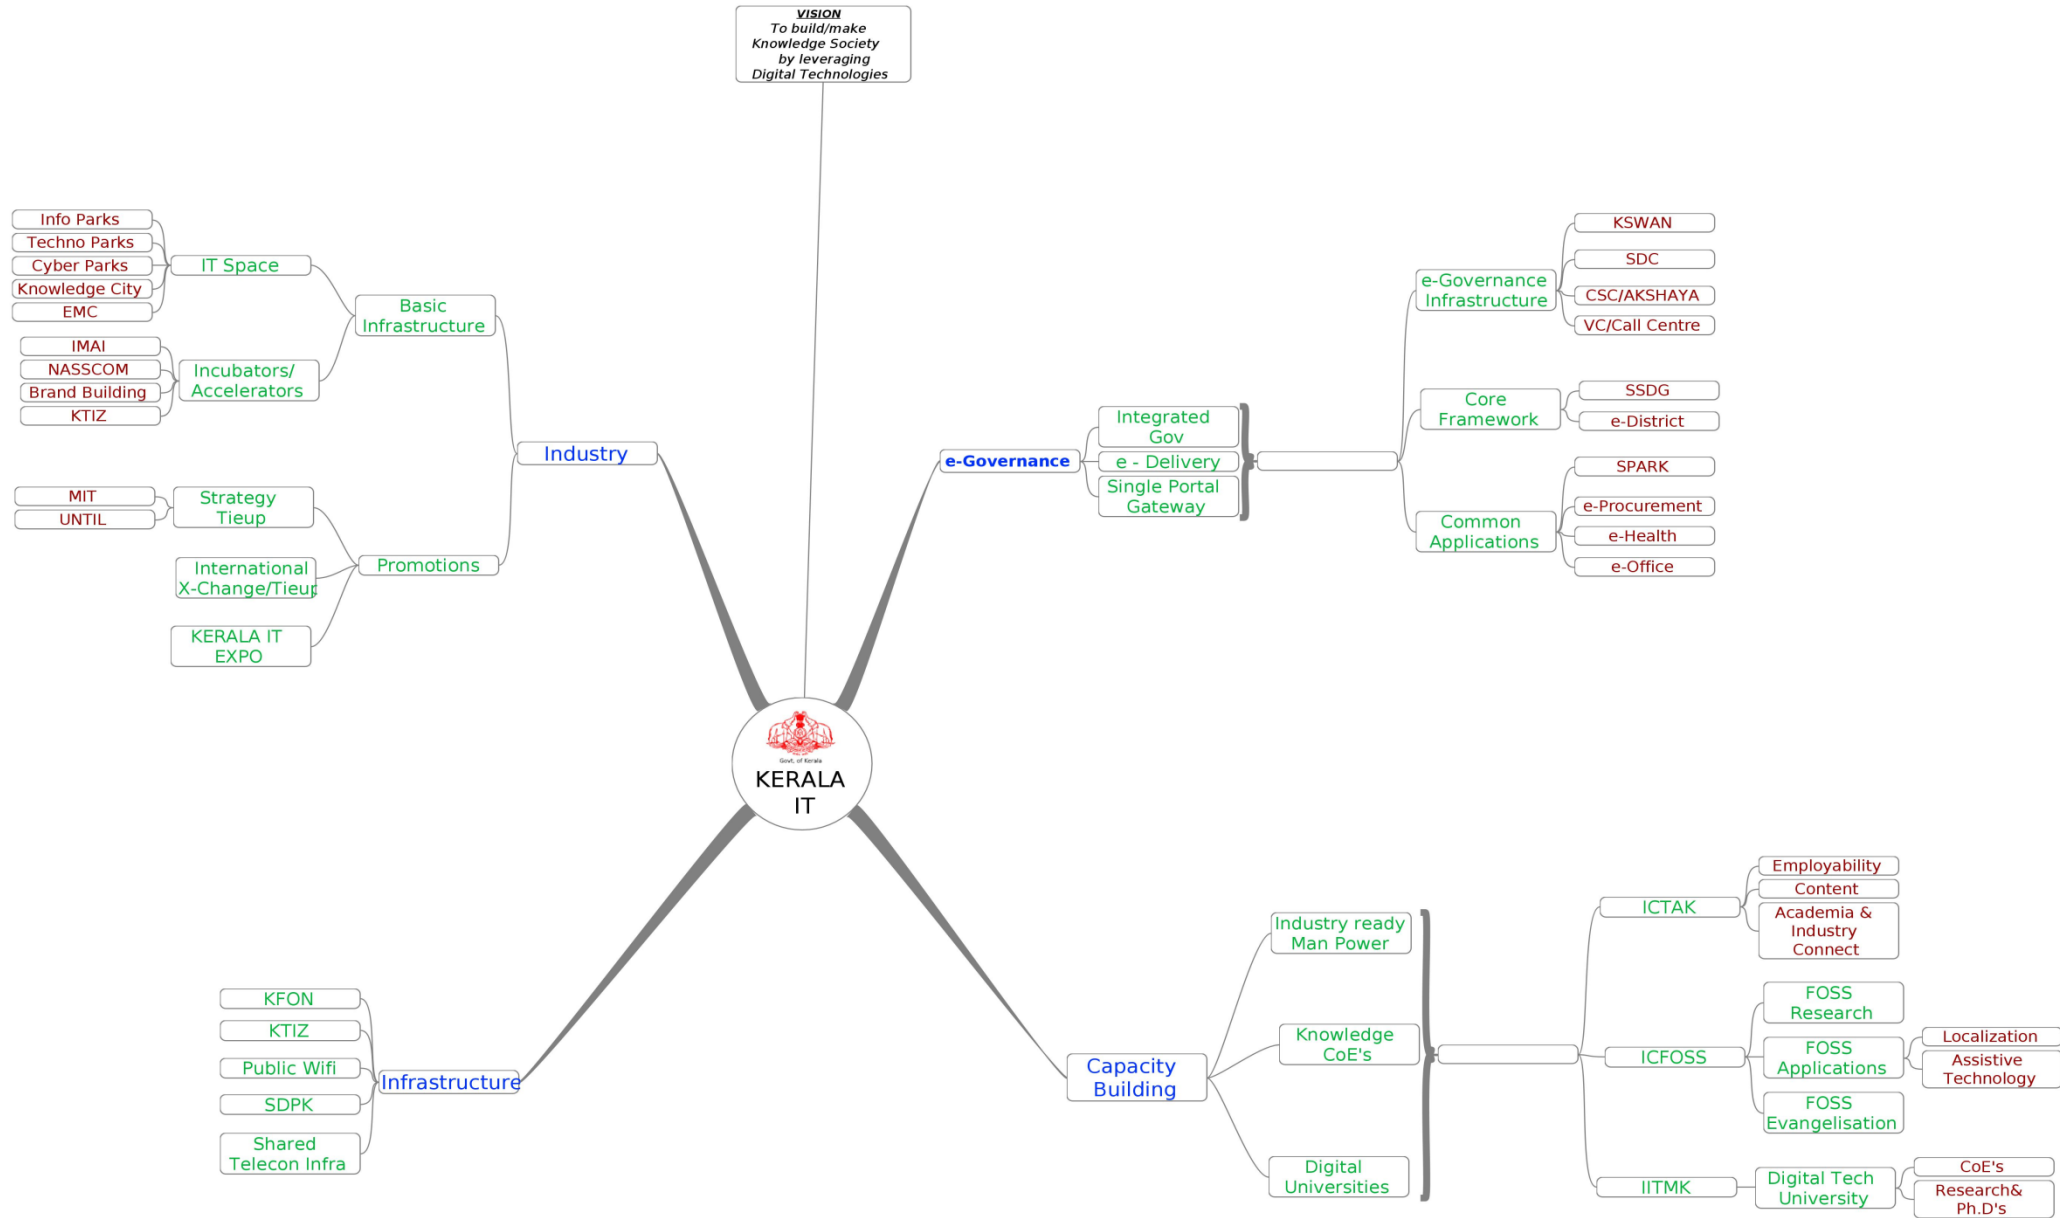 VISION
To build/make
Knowledge Society
by leveraging
Digital Technologies
Info Parks
Techno Parks
Cyber Parks
Knowledge City
EMC
IT Space
Basic
Infrastructure
IMAI
NASSCOM
Brand Building
KTIZ
Incubators/
Accelerators
Industry
MIT
UNTIL
Strategy
Tieup
International
X-Change/Tieup
KERALA IT
EXPO
Promotions
e-Governance
Integrated
Gov
e - Delivery
Single Portal
Gateway
e-Governance
Infrastructure
KSWAN
SDC
CSC/AKSHAYA
VC/Call Centre
Core
Framework
SSDG
e-District
Common
Applications
SPARK
e-Procurement
e-Health
e-Office
Govt. of Kerala
KERALA
IT
KFON
KTIZ
Public Wifi
SDPK
Shared
Telecon Infra
Infrastructure
Capacity
Building
Industry ready
Man Power
Knowledge
CoE's
Digital
Universities
ICTAK
Employability
Content
Academia &
Industry
Connect
ICFOSS
FOSS
Research
FOSS
Applications
Localization
Assistive
Technology
FOSS
Evangelisation
IITMK
Digital Tech
University
CoE's
Research&
Ph.D's